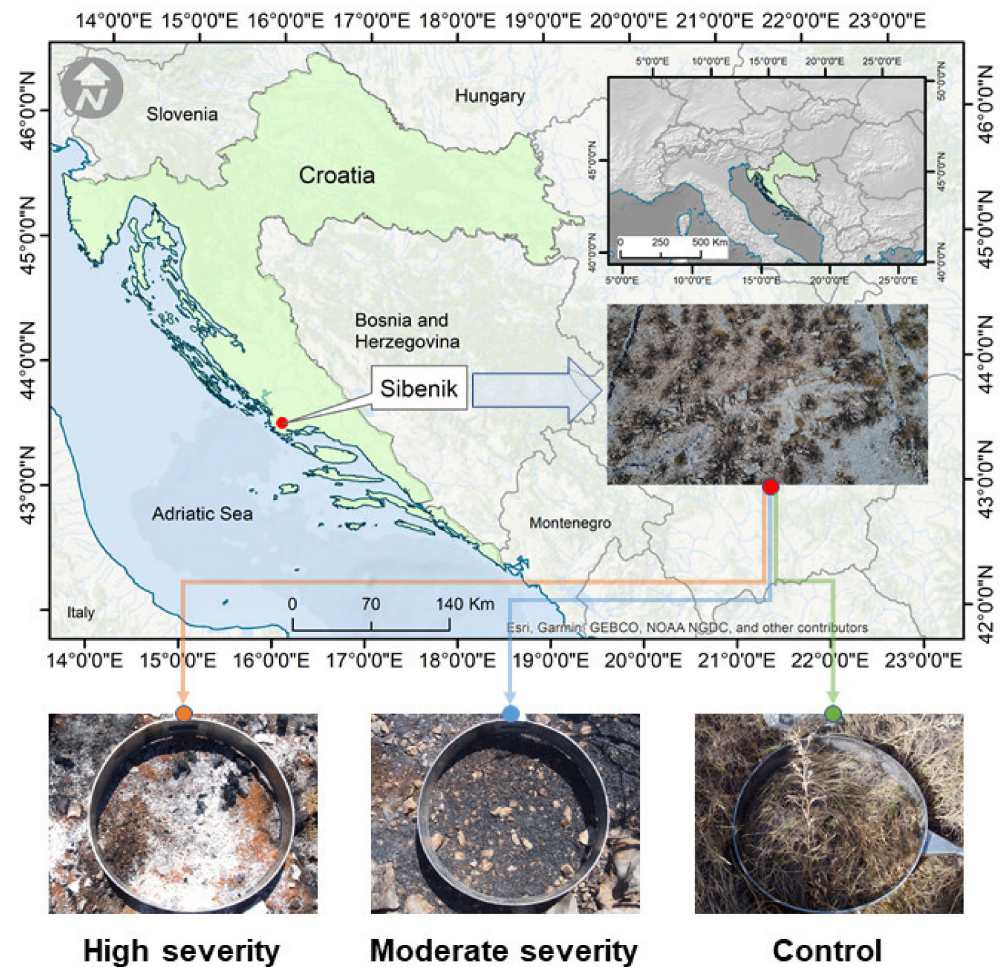 14°0'0"E 15°0'0"E 16°0'0"E 17°0'0"E 18°0'0"E 19°0'0"E 20°0'0"E 21°0'0"E 22°0'0"E 23°0'0"E
N
Slovenia
Hungary
Croatia
Bosnia and
Herzegovina
Sibenik
Adriatic Sea
Montenegro
Italy
0 70 140 Km
Esri, Garmin, GEBCO, NOAA NGDC, and other contributors
5°0'0"E 10°0'0"E 15°0'0"E 20°0'0"E 25°0'0"E
45°0'0"N
40°0'0"N
50°0'0"N
45°0'0"N
40°0'0"N
0 250 500 Km
5°0'0"E 10°0'0"E 15°0'0"E 20°0'0"E 25°0'0"E
46°0'0"N
45°0'0"N
44°0'0"N
43°0'0"N
46°0'0"N
45°0'0"N
44°0'0"N
43°0'0"N
42°0'0"N
14°0'0"E 15°0'0"E 16°0'0"E 17°0'0"E 18°0'0"E 19°0'0"E 20°0'0"E 21°0'0"E 22°0'0"E 23°0'0"E
High severity
Moderate severity
Control